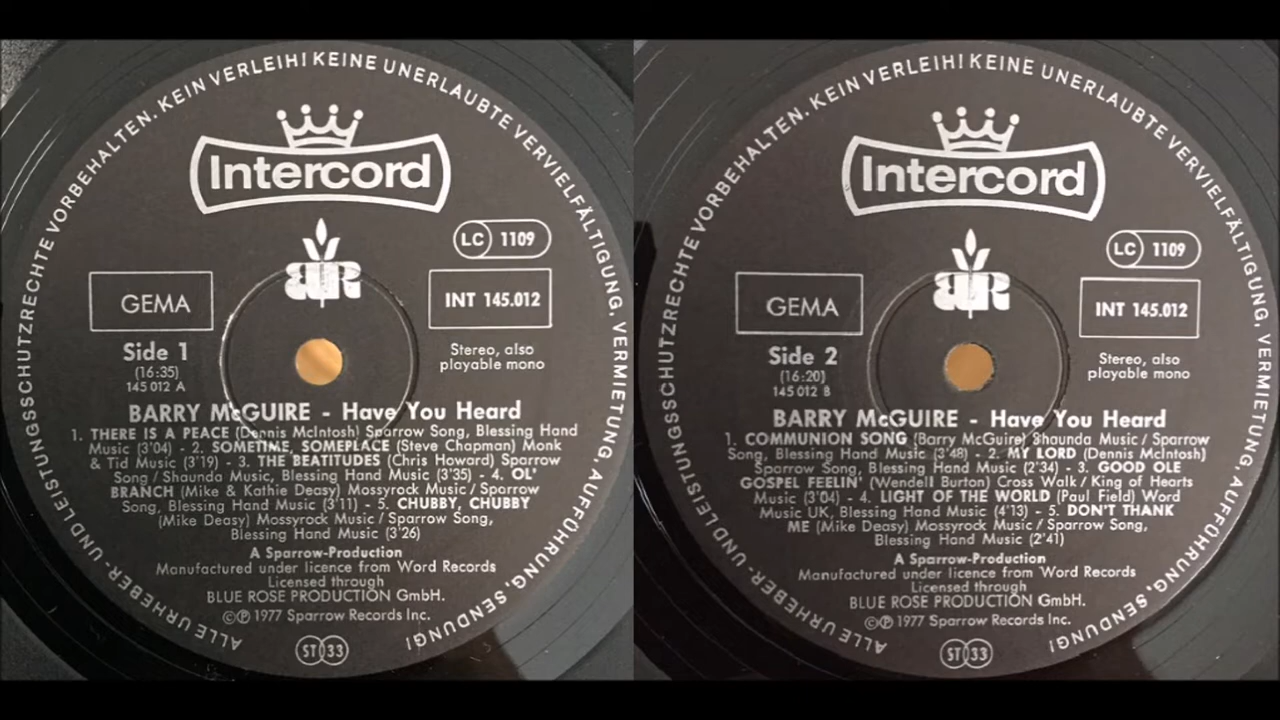 ALLE URHEBER- UND LEISTUNGSSCHUTZRECHTE VORBEHALTEN. KEIN VERLEIH! KEINE UNERLAUBTE VERVIELFÄLTIGUNG, VERMIETUNG, AUFFÜHRUNG, SENDUNG!
Intercord
LC 1109
BR
GEMA
INT 145.012
Side 1
(16:35)
145 012 A
Stereo, also
playable mono
BARRY McGUIRE - Have You Heard
1. THERE IS A PEACE (Dennis McIntosh) Sparrow Song, Blessing Hand
Music (3'04) - 2. SOMETIME, SOMEPLACE (Steve Chapman) Monk
& Tid Music (3'19) - 3. THE BEATITUDES (Chris Howard) Sparrow
Song / Shaunda Music, Blessing Hand Music (3'35) - 4. OL'
BRANCH (Mike & Kathie Deasy) Mossyrock Music / Sparrow
Song, Blessing Hand Music (3'11) - 5. CHUBBY, CHUBBY
(Mike Deasy) Mossyrock Music / Sparrow Song,
Blessing Hand Music (3'26)
A Sparrow-Production
Manufactured under licence from Word Records
Licensed through
BLUE ROSE PRODUCTION GmbH.
©℗ 1977 Sparrow Records Inc.
ST 33
ALLE URHEBER- UND LEISTUNGSSCHUTZRECHTE VORBEHALTEN. KEIN VERLEIH! KEINE UNERLAUBTE VERVIELFÄLTIGUNG, VERMIETUNG, AUFFÜHRUNG, SENDUNG!
Intercord
LC 1109
BR
GEMA
INT 145.012
Side 2
(16:20)
145 012 B
Stereo, also
playable mono
BARRY McGUIRE - Have You Heard
1. COMMUNION SONG (Barry McGuire) Shaunda Music / Sparrow
Song, Blessing Hand Music (3'48) - 2. MY LORD (Dennis McIntosh)
Sparrow Song, Blessing Hand Music (2'34) - 3. GOOD OLE
GOSPEL FEELIN' (Wendell Burton) Cross Walk / King of Hearts
Music (3'04) - 4. LIGHT OF THE WORLD (Paul Field) Word
Music UK, Blessing Hand Music (4'13) - 5. DON'T THANK
ME (Mike Deasy) Mossyrock Music / Sparrow Song,
Blessing Hand Music (2'41)
A Sparrow-Production
Manufactured under licence from Word Records
Licensed through
BLUE ROSE PRODUCTION GmbH.
©℗ 1977 Sparrow Records Inc.
ST 33